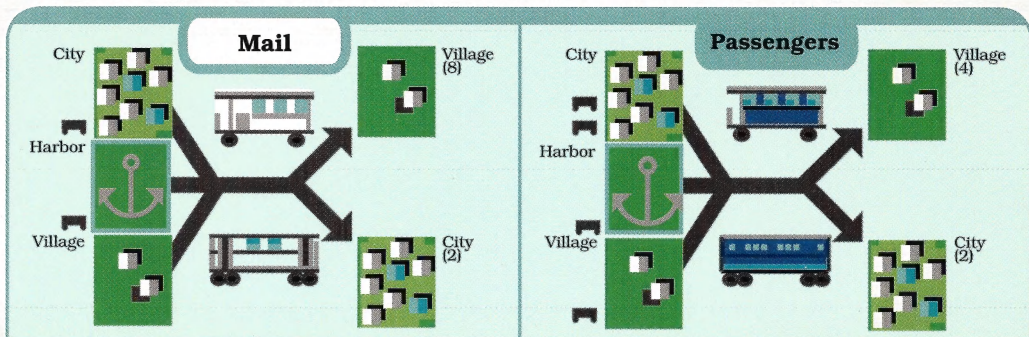 Mail
City
Village
(8)
Harbor
Village
City
(2)
Passengers
City
Village
(4)
Harbor
Village
City
(2)